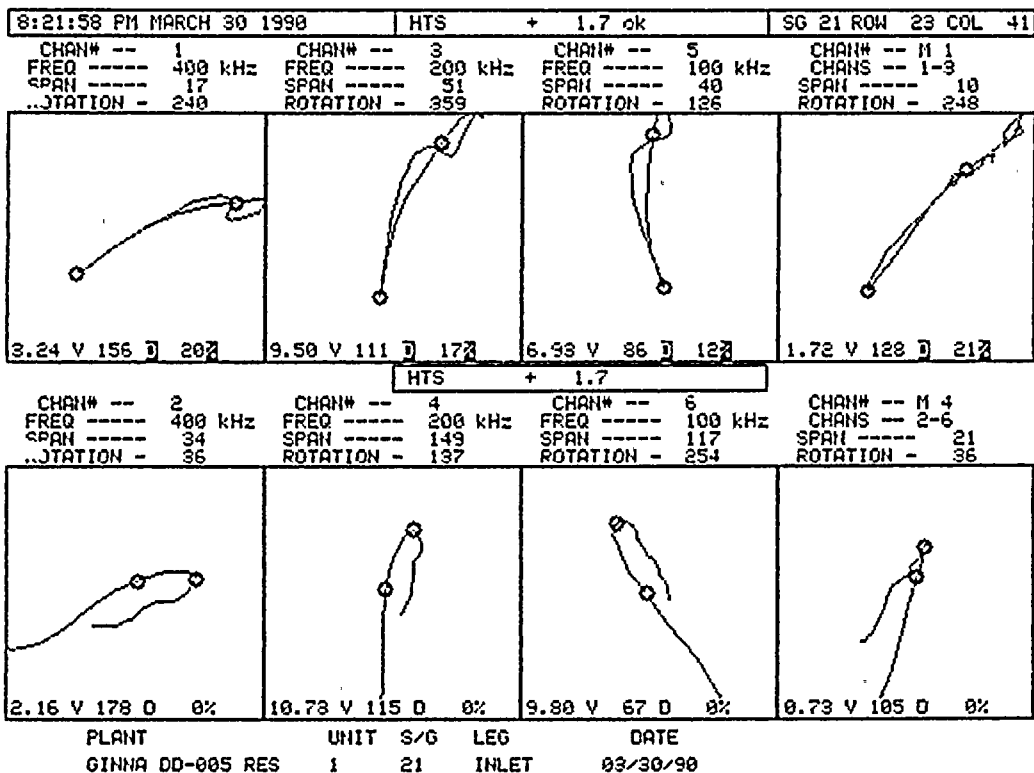 8:21:58 PM MARCH 30 1990 HTS + 1.7 ok SG 21 ROW 23 COL 41
CHAN# -- 1 CHAN# -- 3 CHAN# -- 5 CHAN# -- M 1
FREQ ----- 400 kHz FREQ ----- 200 kHz FREQ ----- 100 kHz CHANS -- 1-3
SPAN ----- 17 SPAN ----- 51 SPAN ----- 40 SPAN ----- 10
..OTATION - 240 ROTATION - 359 ROTATION - 126 ROTATION - 248
3.24 V 156 D 20% 9.50 V 111 D 17% 6.93 V 86 D 12% 1.72 V 128 D 21%
HTS + 1.7
CHAN# -- 2 CHAN# -- 4 CHAN# -- 6 CHAN# -- M 4
FREQ ----- 400 kHz FREQ ----- 200 kHz FREQ ----- 100 kHz CHANS -- 2-6
SPAN ----- 34 SPAN ----- 149 SPAN ----- 117 SPAN ----- 21
..OTATION - 36 ROTATION - 137 ROTATION - 254 ROTATION - 36
2.16 V 178 D 0% 10.73 V 115 D 0% 9.80 V 67 D 0% 0.73 V 105 D 0%
PLANT UNIT S/G LEG DATE
GINNA DD-005 RES 1 21 INLET 03/30/90